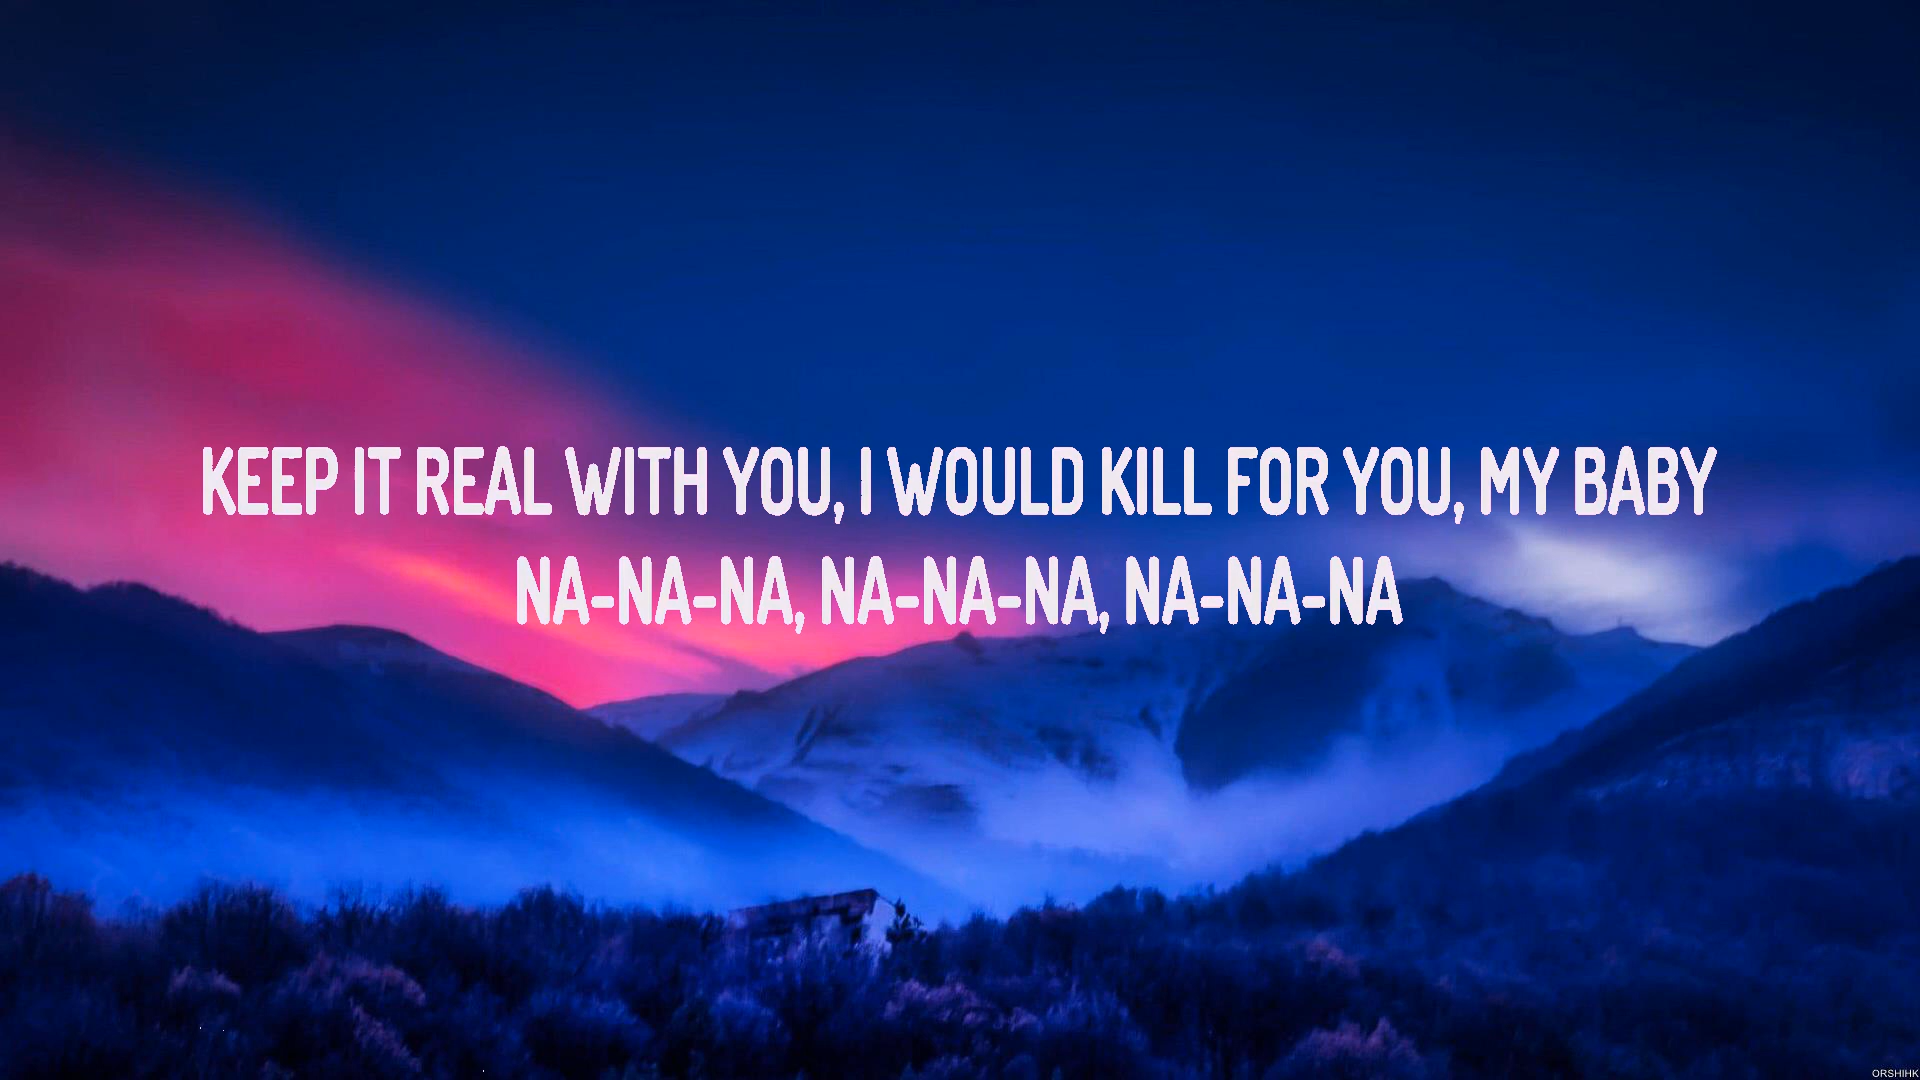 KEEP IT REAL WITH YOU, I WOULD KILL FOR YOU, MY BABY
NA-NA-NA, NA-NA-NA, NA-NA-NA
ORSHIHK